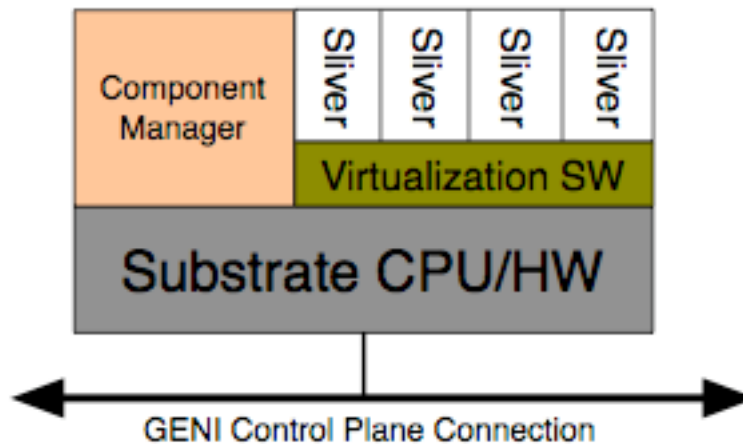 Component
Manager
Sliver
Sliver
Sliver
Sliver
Virtualization SW
Substrate CPU/HW
GENI Control Plane Connection